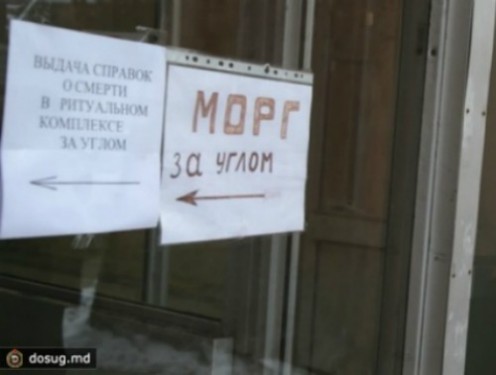 ВЫДАЧА СПРАВОК
О СМЕРТИ
В РИТУАЛЬНОМ
КОМПЛЕКСЕ
ЗА УГЛОМ
МОРГ
за углом
dosug.md